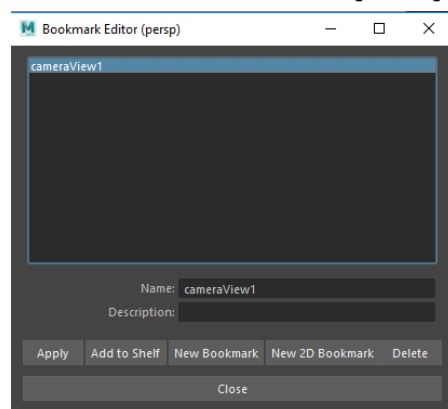 Bookmark Editor (persp)
cameraView1
Name: cameraView1
Description:
Apply Add to Shelf New Bookmark New 2D Bookmark Delete
Close